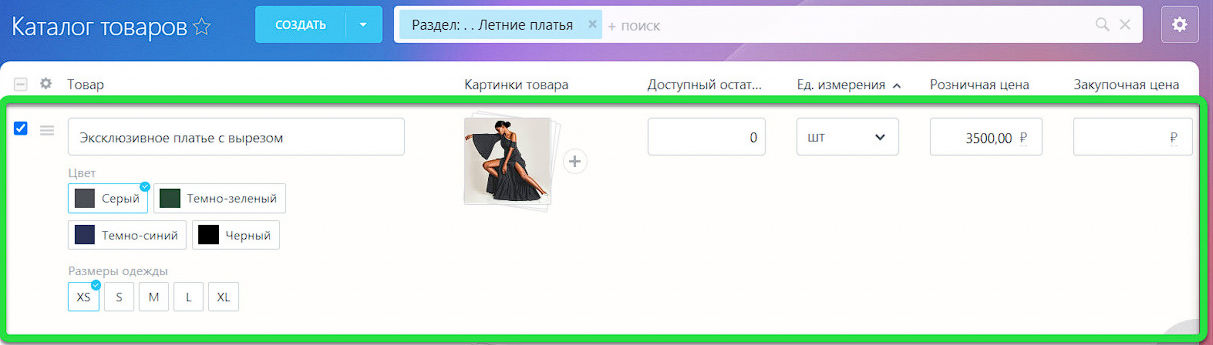 Каталог товаров СОЗДАТЬ Раздел: . . Летние платья × + поиск
Товар Картинки товара Доступный остат... Ед. измерения Розничная цена Закупочная цена
Эксклюзивное платье с вырезом 0 шт 3500,00 ₽ ₽
Цвет
Серый Темно-зеленый
Темно-синий Черный
Размеры одежды
XS S M L XL